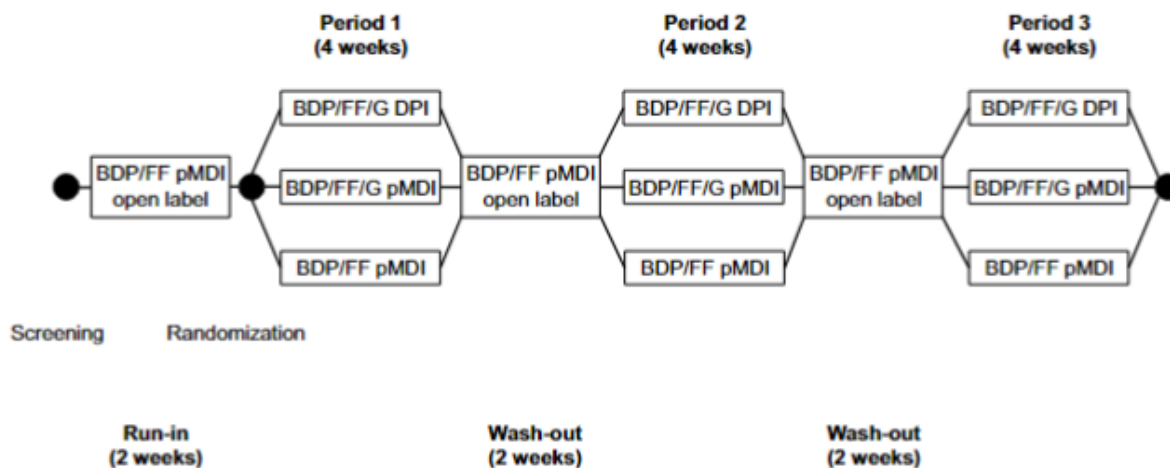 Period 1
(4 weeks)
Period 2
(4 weeks)
Period 3
(4 weeks)
BDP/FF/G DPI
BDP/FF/G DPI
BDP/FF/G DPI
BDP/FF pMDI
open label
BDP/FF/G pMDI
BDP/FF pMDI
open label
BDP/FF/G pMDI
BDP/FF pMDI
open label
BDP/FF/G pMDI
BDP/FF pMDI
BDP/FF pMDI
BDP/FF pMDI
Screening
Randomization
Run-in
(2 weeks)
Wash-out
(2 weeks)
Wash-out
(2 weeks)